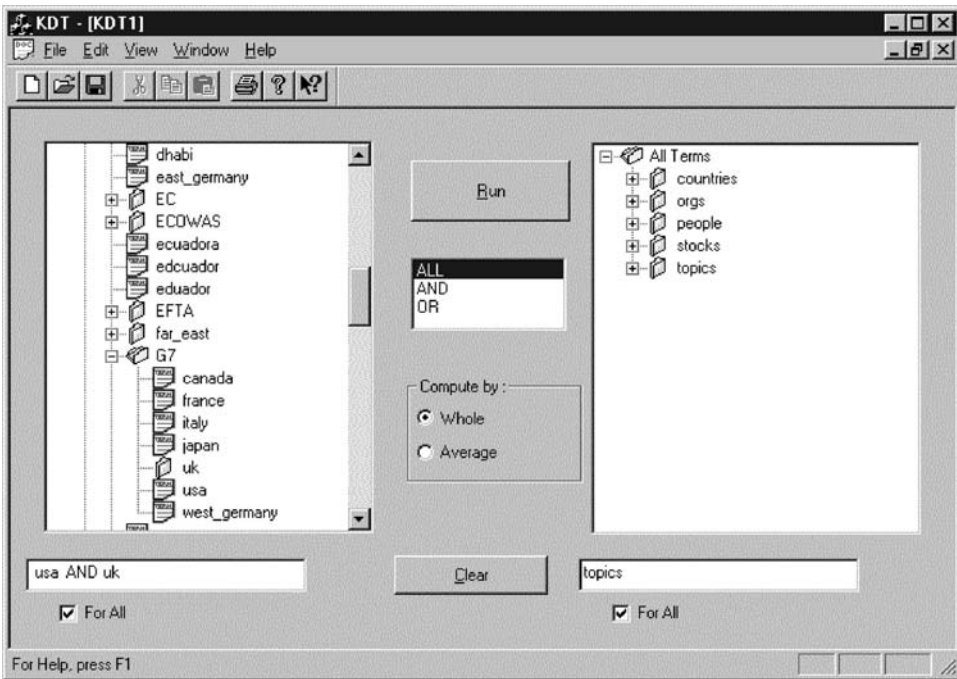 KDT - [KDT1]
File Edit View Window Help
dhabi
east_germany
EC
ECOWAS
ecuadora
edcuador
eduador
EFTA
far_east
G7
canada
france
italy
japan
uk
usa
west_germany
usa AND uk
For All
Run
ALL
AND
OR
Compute by :
Whole
Average
Clear
All Terms
countries
orgs
people
stocks
topics
topics
For All
For Help, press F1